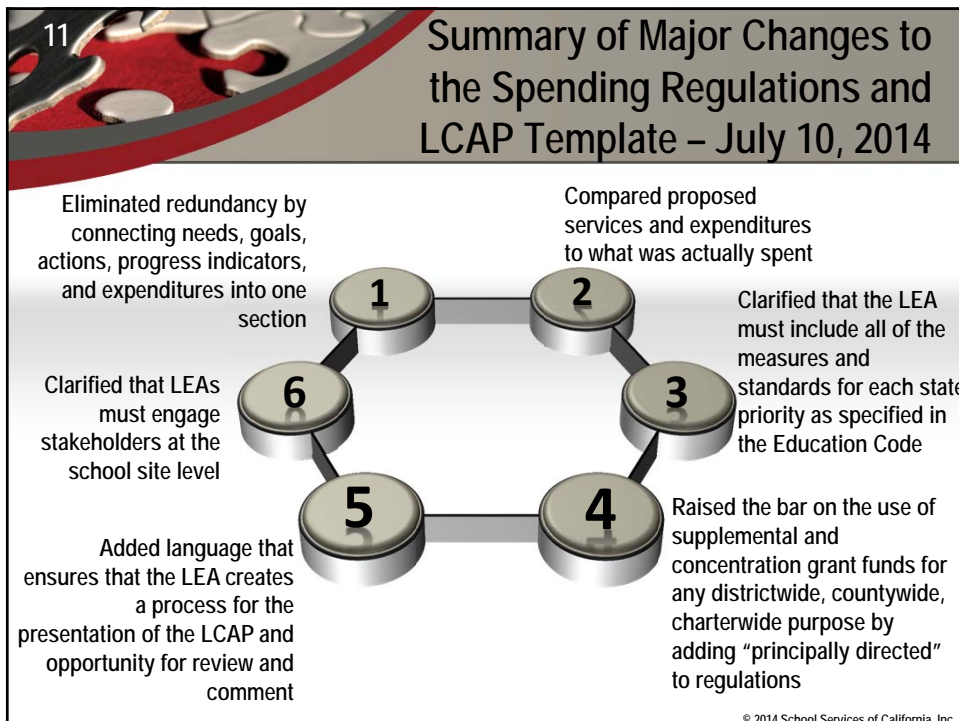 11
Summary of Major Changes to
the Spending Regulations and
LCAP Template – July 10, 2014
Eliminated redundancy by
connecting needs, goals,
actions, progress indicators,
and expenditures into one
section
1
Compared proposed
services and expenditures
to what was actually spent
2
Clarified that the LEA
must include all of the
measures and
standards for each state
priority as specified in
the Education Code
3
Raised the bar on the use of
supplemental and
concentration grant funds for
any districtwide, countywide,
charterwide purpose by
adding “principally directed”
to regulations
4
Added language that
ensures that the LEA creates
a process for the
presentation of the LCAP and
opportunity for review and
comment
5
Clarified that LEAs
must engage
stakeholders at the
school site level
6
© 2014 School Services of California, Inc.